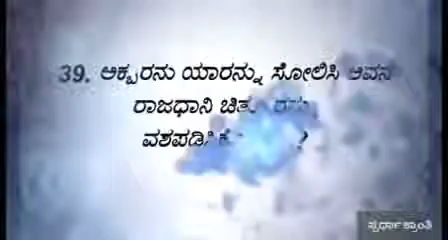 39. ಅಕ್ಬರನು ಯಾರನ್ನು ಸೋಲಿಸಿ ಅವನ
ರಾಜಧಾನಿ
?
ಸ್ಪರ್ಧಾ ಕ್ರಾಂತಿ